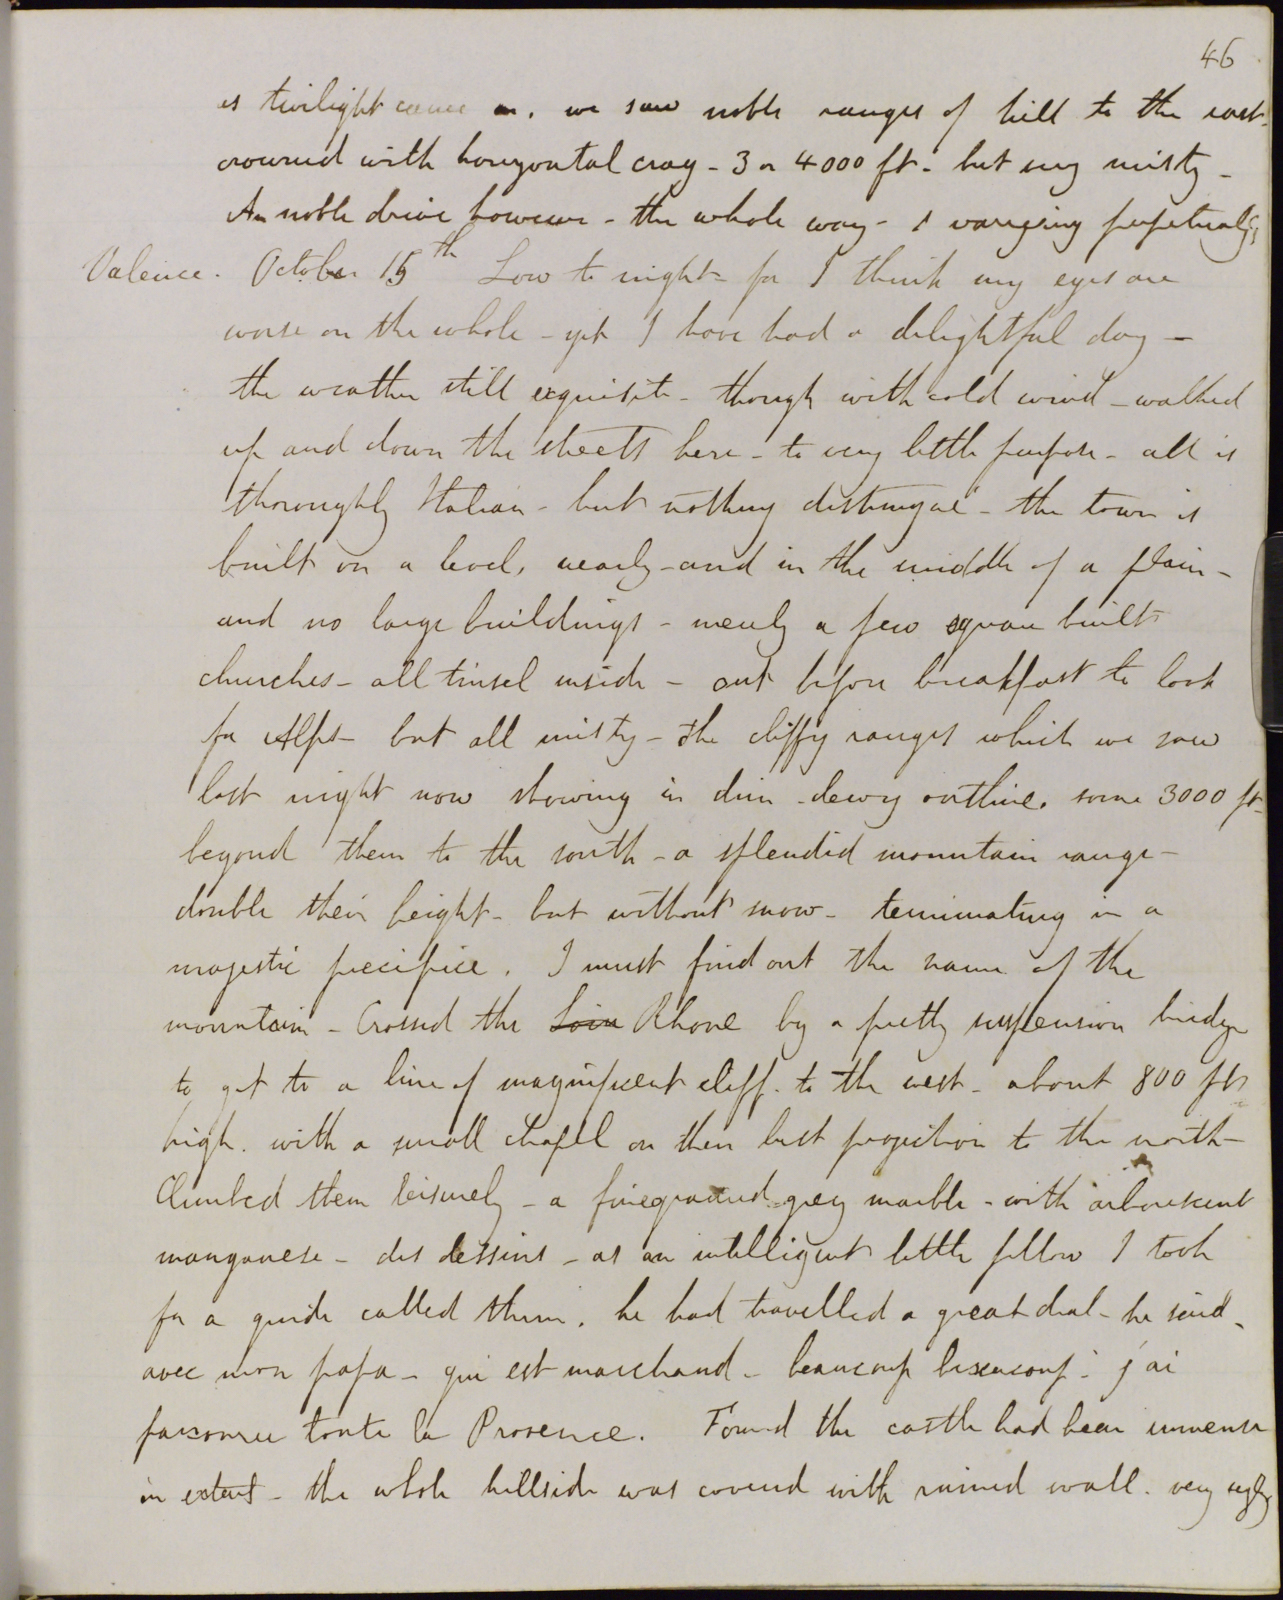 46
as twilight came on. we saw noble ranges of hill to the east
crowned with horizontal crag - 3 or 4000 ft - but very misty -
A noble drive however - the whole way - & varying perpetually
Valence. October 15th Low to night - for I think my eyes are
worse on the whole - yet I have had a delightful day -
the weather still exquisite - though with cold wind - walked
up and down the streets here - to very little purpose - all is
thoroughly Italian - but nothing distingué - the town is
built on a level, nearly - and in the middle of a plain -
and no large buildings - merely a few square built
churches - all tinsel inside - out before breakfast to look
for Alps - but all misty - the cliffy ranges which we saw
last night now showing in dim dewy outline. some 3000 ft
beyond them to the south - a splendid mountain range -
double their height - but without snow - terminating in a
majestic precipice. I must find out the name of the
mountain - Crossed the Loire Rhone by a pretty suspension bridge
to get to a line of magnificent cliff. to the west - about 800 ft
high. with a small chapel on their last projection to the north -
Climbed them leisurely - a finegrained grey marble - with arborescent
manganese - des dessins - as an intelligent little fellow I took
for a guide called them. he had travelled a great deal - he said -
avec mon papa - qui est marchand - beaucoup beaucoup - j'ai
parcouru toute la Provence. Found the castle had been immense
in extent - the whole hillside was covered with ruined wall. very ugly